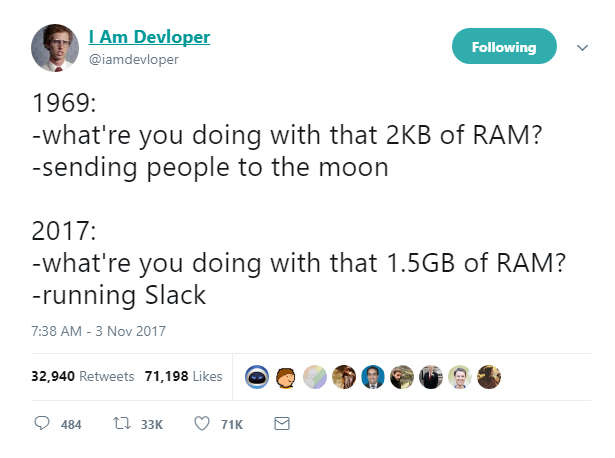 I Am Devloper
@iamdevloper
Following
1969:
-what're you doing with that 2KB of RAM?
-sending people to the moon
2017:
-what're you doing with that 1.5GB of RAM?
-running Slack
7:38 AM - 3 Nov 2017
32,940 Retweets 71,198 Likes
484 33K 71K